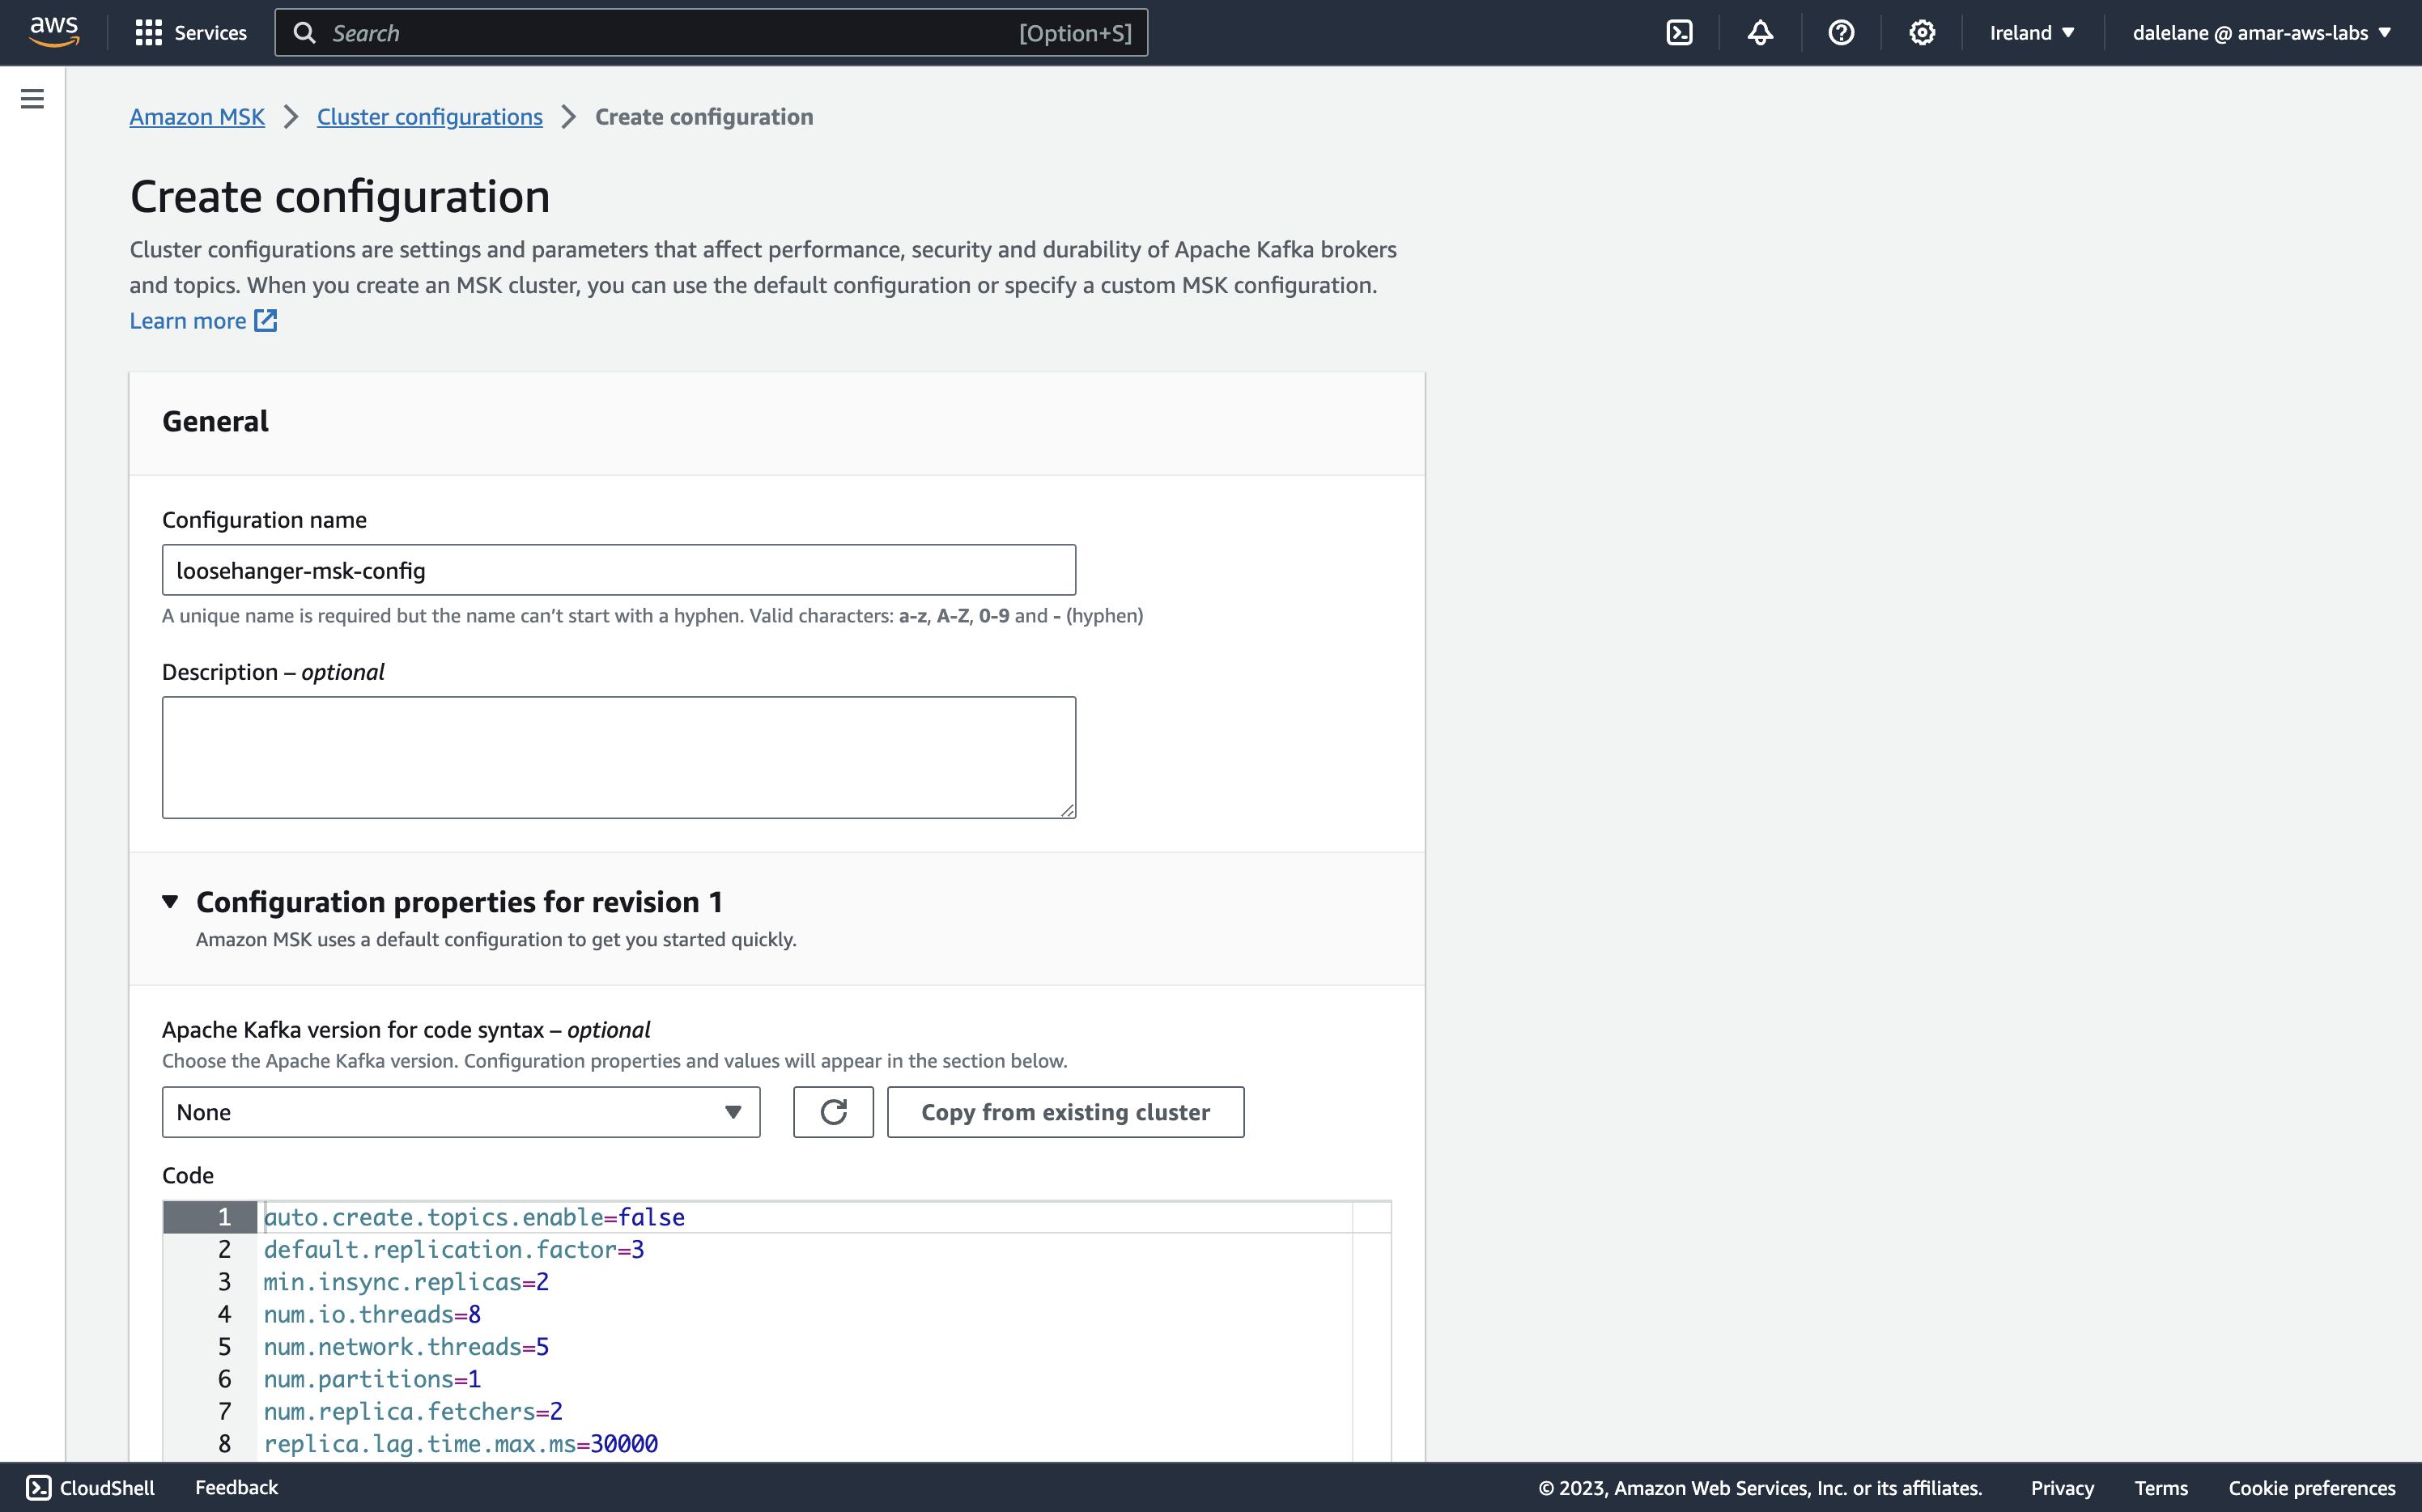 aws Services Search [Option+S] Ireland dalelane @ amar-aws-labs
Amazon MSK Cluster configurations Create configuration
Create configuration
Cluster configurations are settings and parameters that affect performance, security and durability of Apache Kafka brokers
and topics. When you create an MSK cluster, you can use the default configuration or specify a custom MSK configuration.
Learn more
General
Configuration name
loosehanger-msk-config
A unique name is required but the name can’t start with a hyphen. Valid characters: a-z, A-Z, 0-9 and - (hyphen)
Description – optional
Configuration properties for revision 1
Amazon MSK uses a default configuration to get you started quickly.
Apache Kafka version for code syntax – optional
Choose the Apache Kafka version. Configuration properties and values will appear in the section below.
None Copy from existing cluster
Code
1 auto.create.topics.enable=false
2 default.replication.factor=3
3 min.insync.replicas=2
4 num.io.threads=8
5 num.network.threads=5
6 num.partitions=1
7 num.replica.fetchers=2
8 replica.lag.time.max.ms=30000
CloudShell Feedback © 2023, Amazon Web Services, Inc. or its affiliates. Privacy Terms Cookie preferences